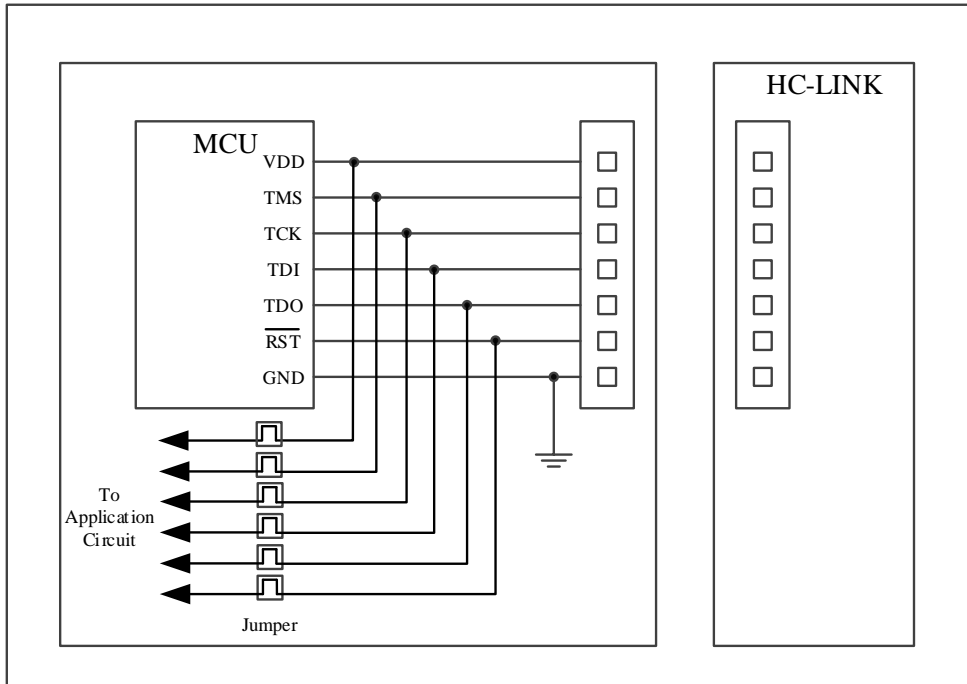 HC-LINK
MCU
VDD
TMS
TCK
TDI
TDO
RST
GND
To
Application
Circuit
Jumper